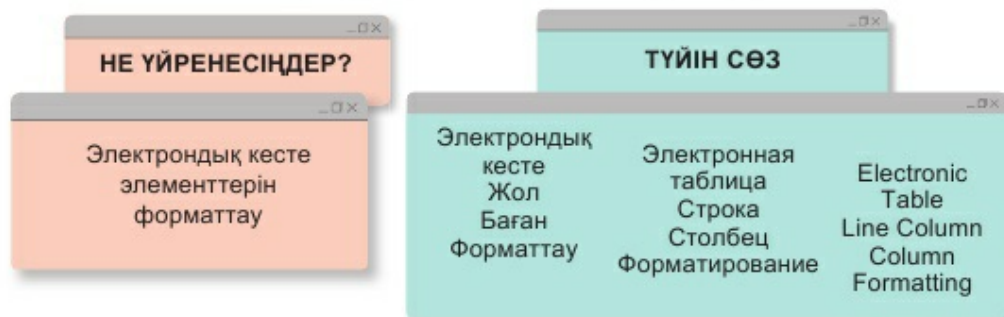 НЕ ҮЙРЕНЕСІҢДЕР?
Электрондық кесте
элементтерін
форматтау
ТҮЙІН СӨЗ
Электрондық
кесте
Жол
Баған
Форматтау
Электронная
таблица
Строка
Столбец
Форматирование
Electronic
Table
Line Column
Column
Formatting